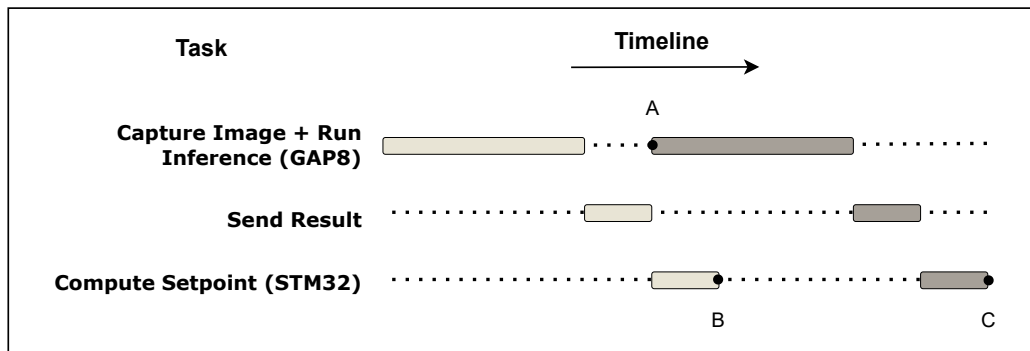 Task
Timeline
A
Capture Image + Run
Inference (GAP8)
Send Result
Compute Setpoint (STM32)
B
C